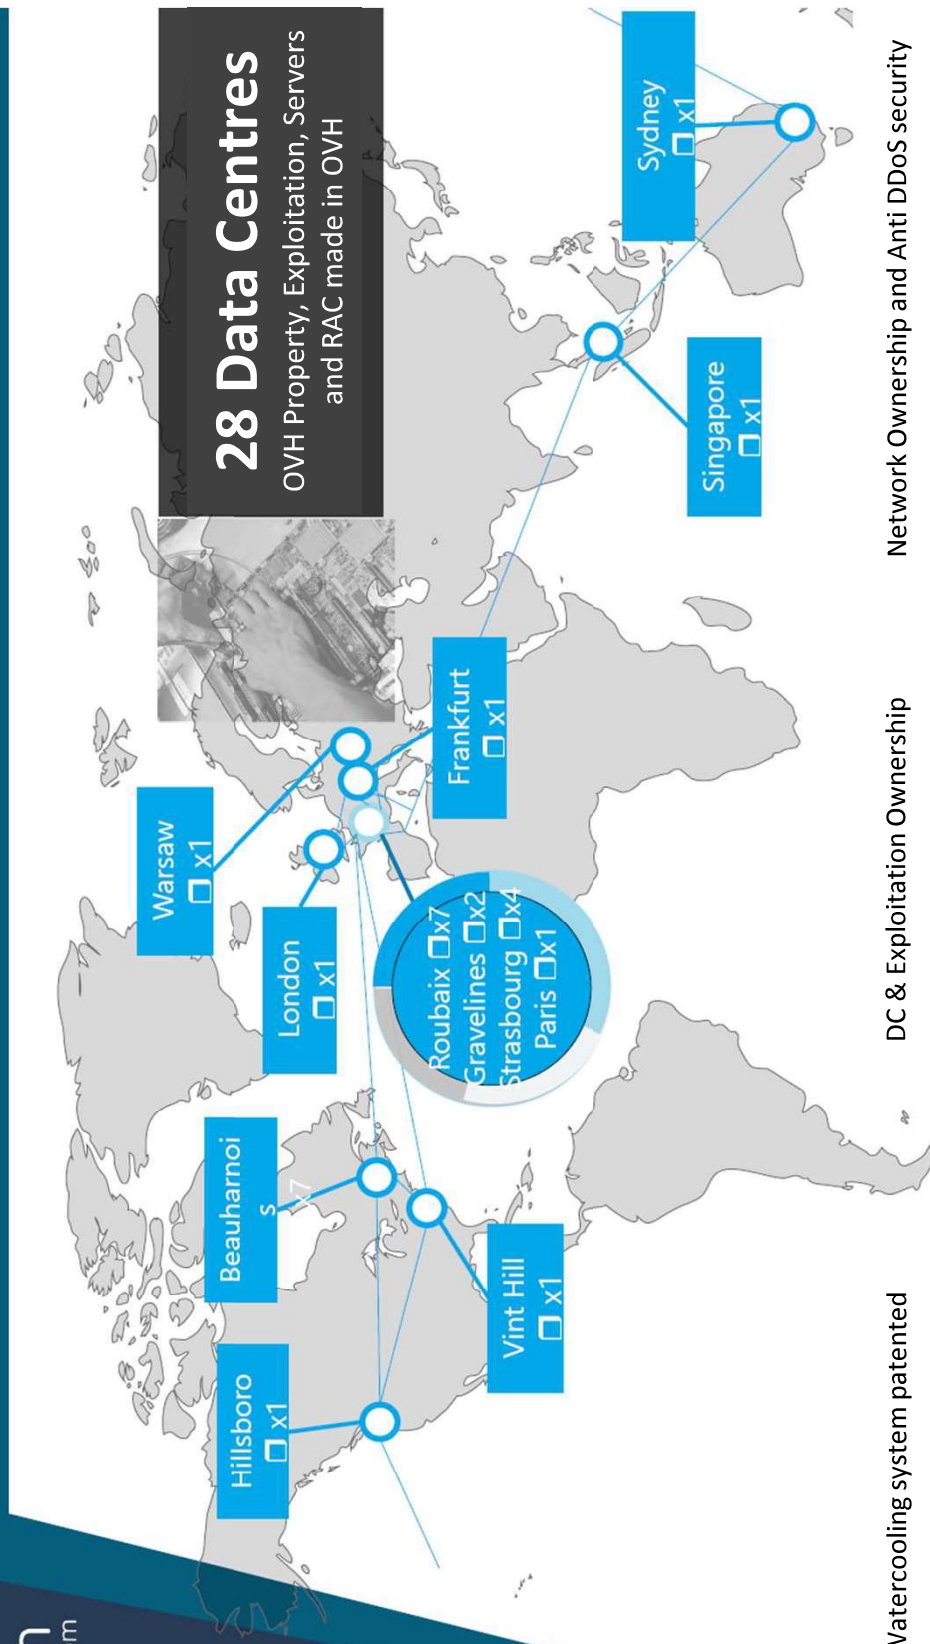 28 Data Centres
OVH Property, Exploitation, Servers
and RAC made in OVH
Hillsboro
x1
Beauharnoi
s
x7
Vint Hill
x1
London
x1
Warsaw
x1
Roubaix x7
Gravelines x2
Strasbourg x4
Paris x1
Frankfurt
x1
Singapore
x1
Sydney
x1
cooling system patented
DC & Exploitation Ownership
Network Ownership and Anti DDoS security